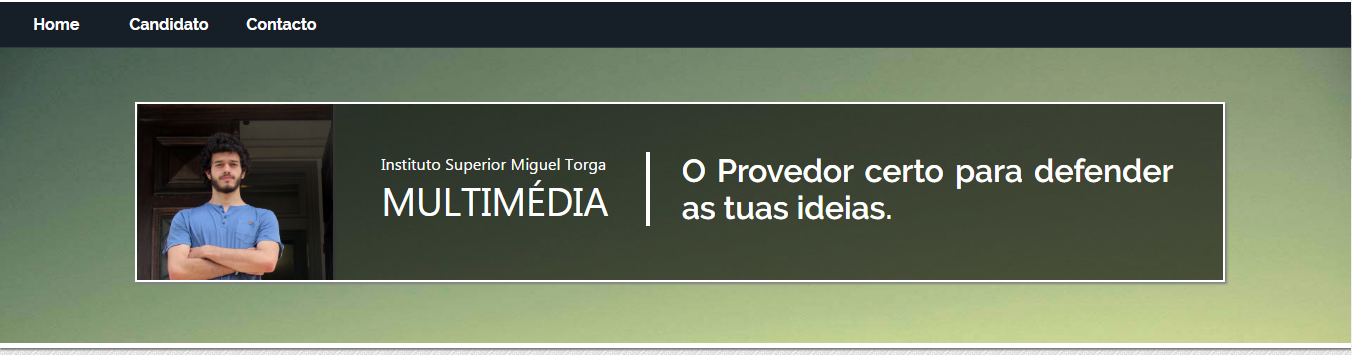 Home Candidato Contacto
Instituto Superior Miguel Torga
MULTIMÉDIA
O Provedor certo para defender
as tuas ideias.